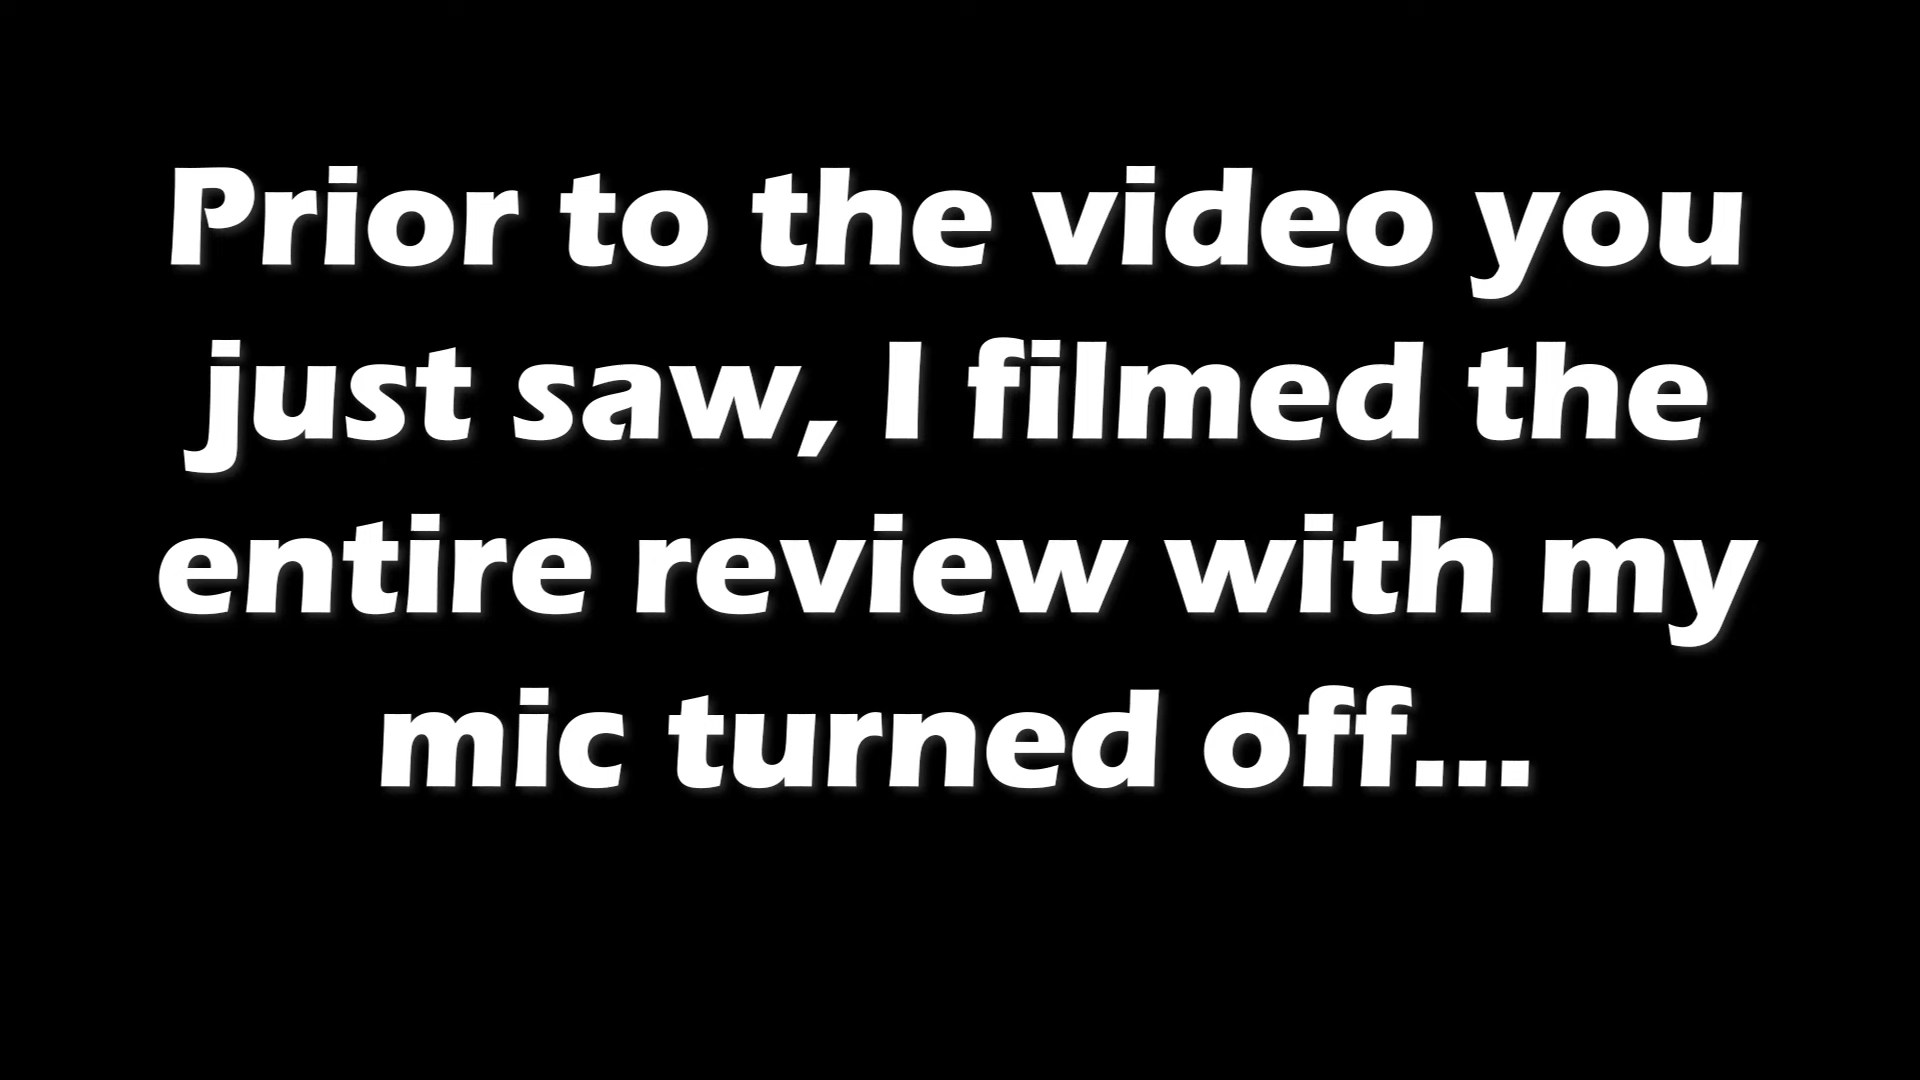 Prior to the video you
just saw, I filmed the
entire review with my
mic turned off...